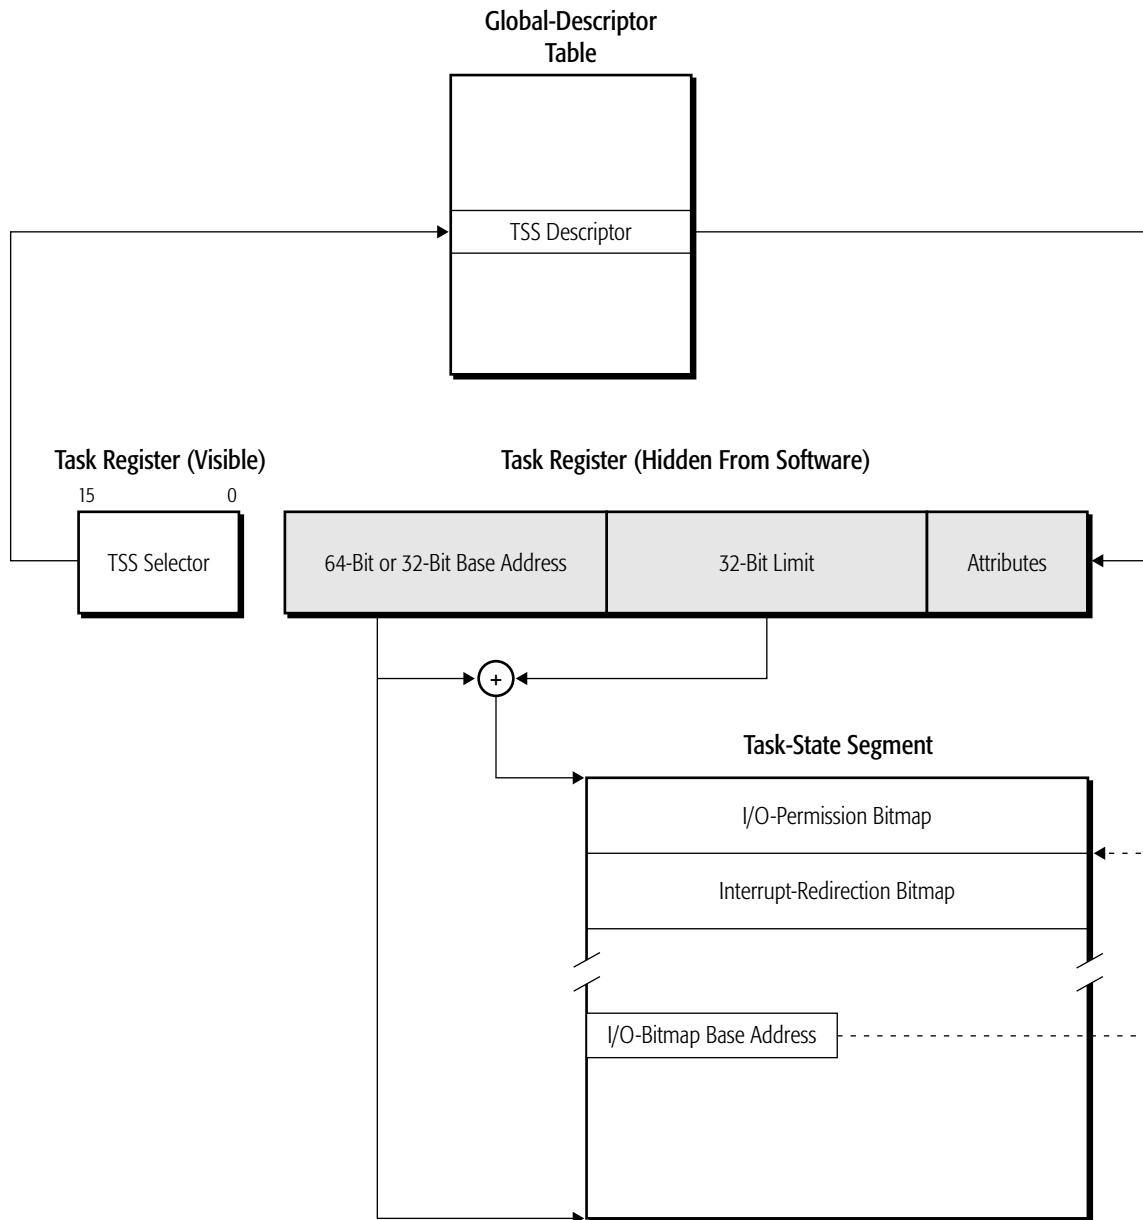 Global-Descriptor
Table
TSS Descriptor
Task Register (Visible)
Task Register (Hidden From Software)
15
0
TSS Selector
64-Bit or 32-Bit Base Address
32-Bit Limit
Attributes
+
Task-State Segment
I/O-Permission Bitmap
Interrupt-Redirection Bitmap
I/O-Bitmap Base Address